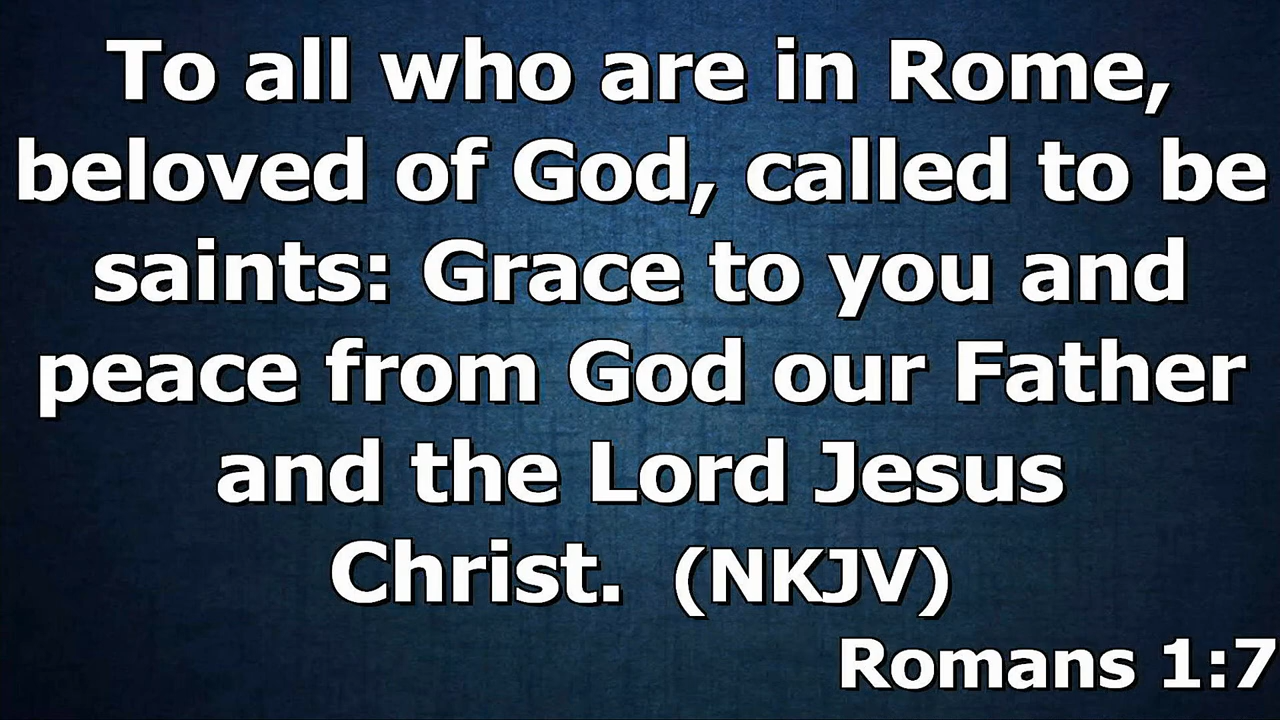 To all who are in Rome,
beloved of God, called to be
saints: Grace to you and
peace from God our Father
and the Lord Jesus
Christ. (NKJV)
Romans 1:7